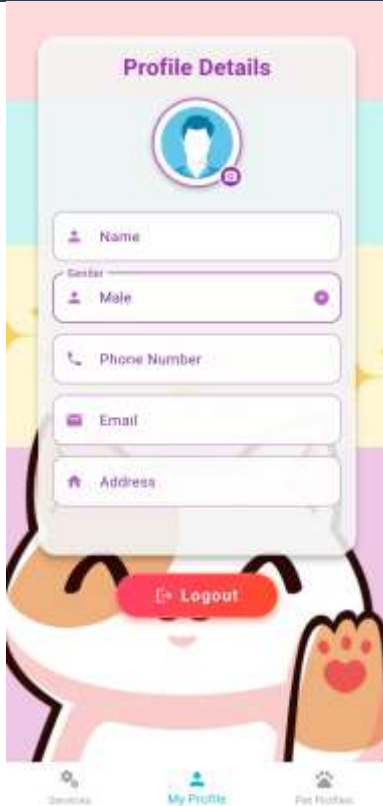 Profile Details
Name
Gender
Male
Phone Number
Email
Address
Logout
Services
My Profile
Pet Profiles